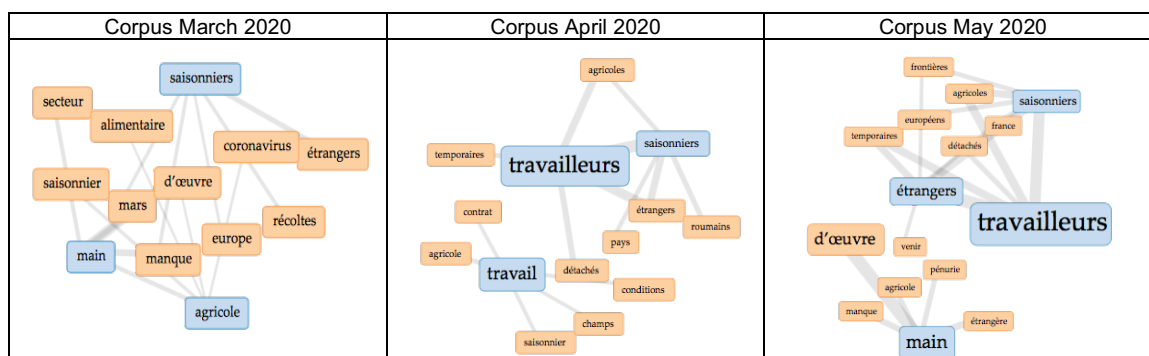 Corpus March 2020
saisonniers
secteur
alimentaire
coronavirus
étrangers
saisonnier
d'œuvre
mars
récoltes
europe
main
manque
agricole
Corpus April 2020
agricoles
saisonniers
temporaires
travailleurs
contrat
étrangers
roumains
pays
agricole
travail
détachés
conditions
champs
saisonnier
Corpus May 2020
frontières
agricoles
saisonniers
européens
france
temporaires
détachés
étrangers
travailleurs
d'œuvre
venir
pénurie
agricole
manque
étrangère
main